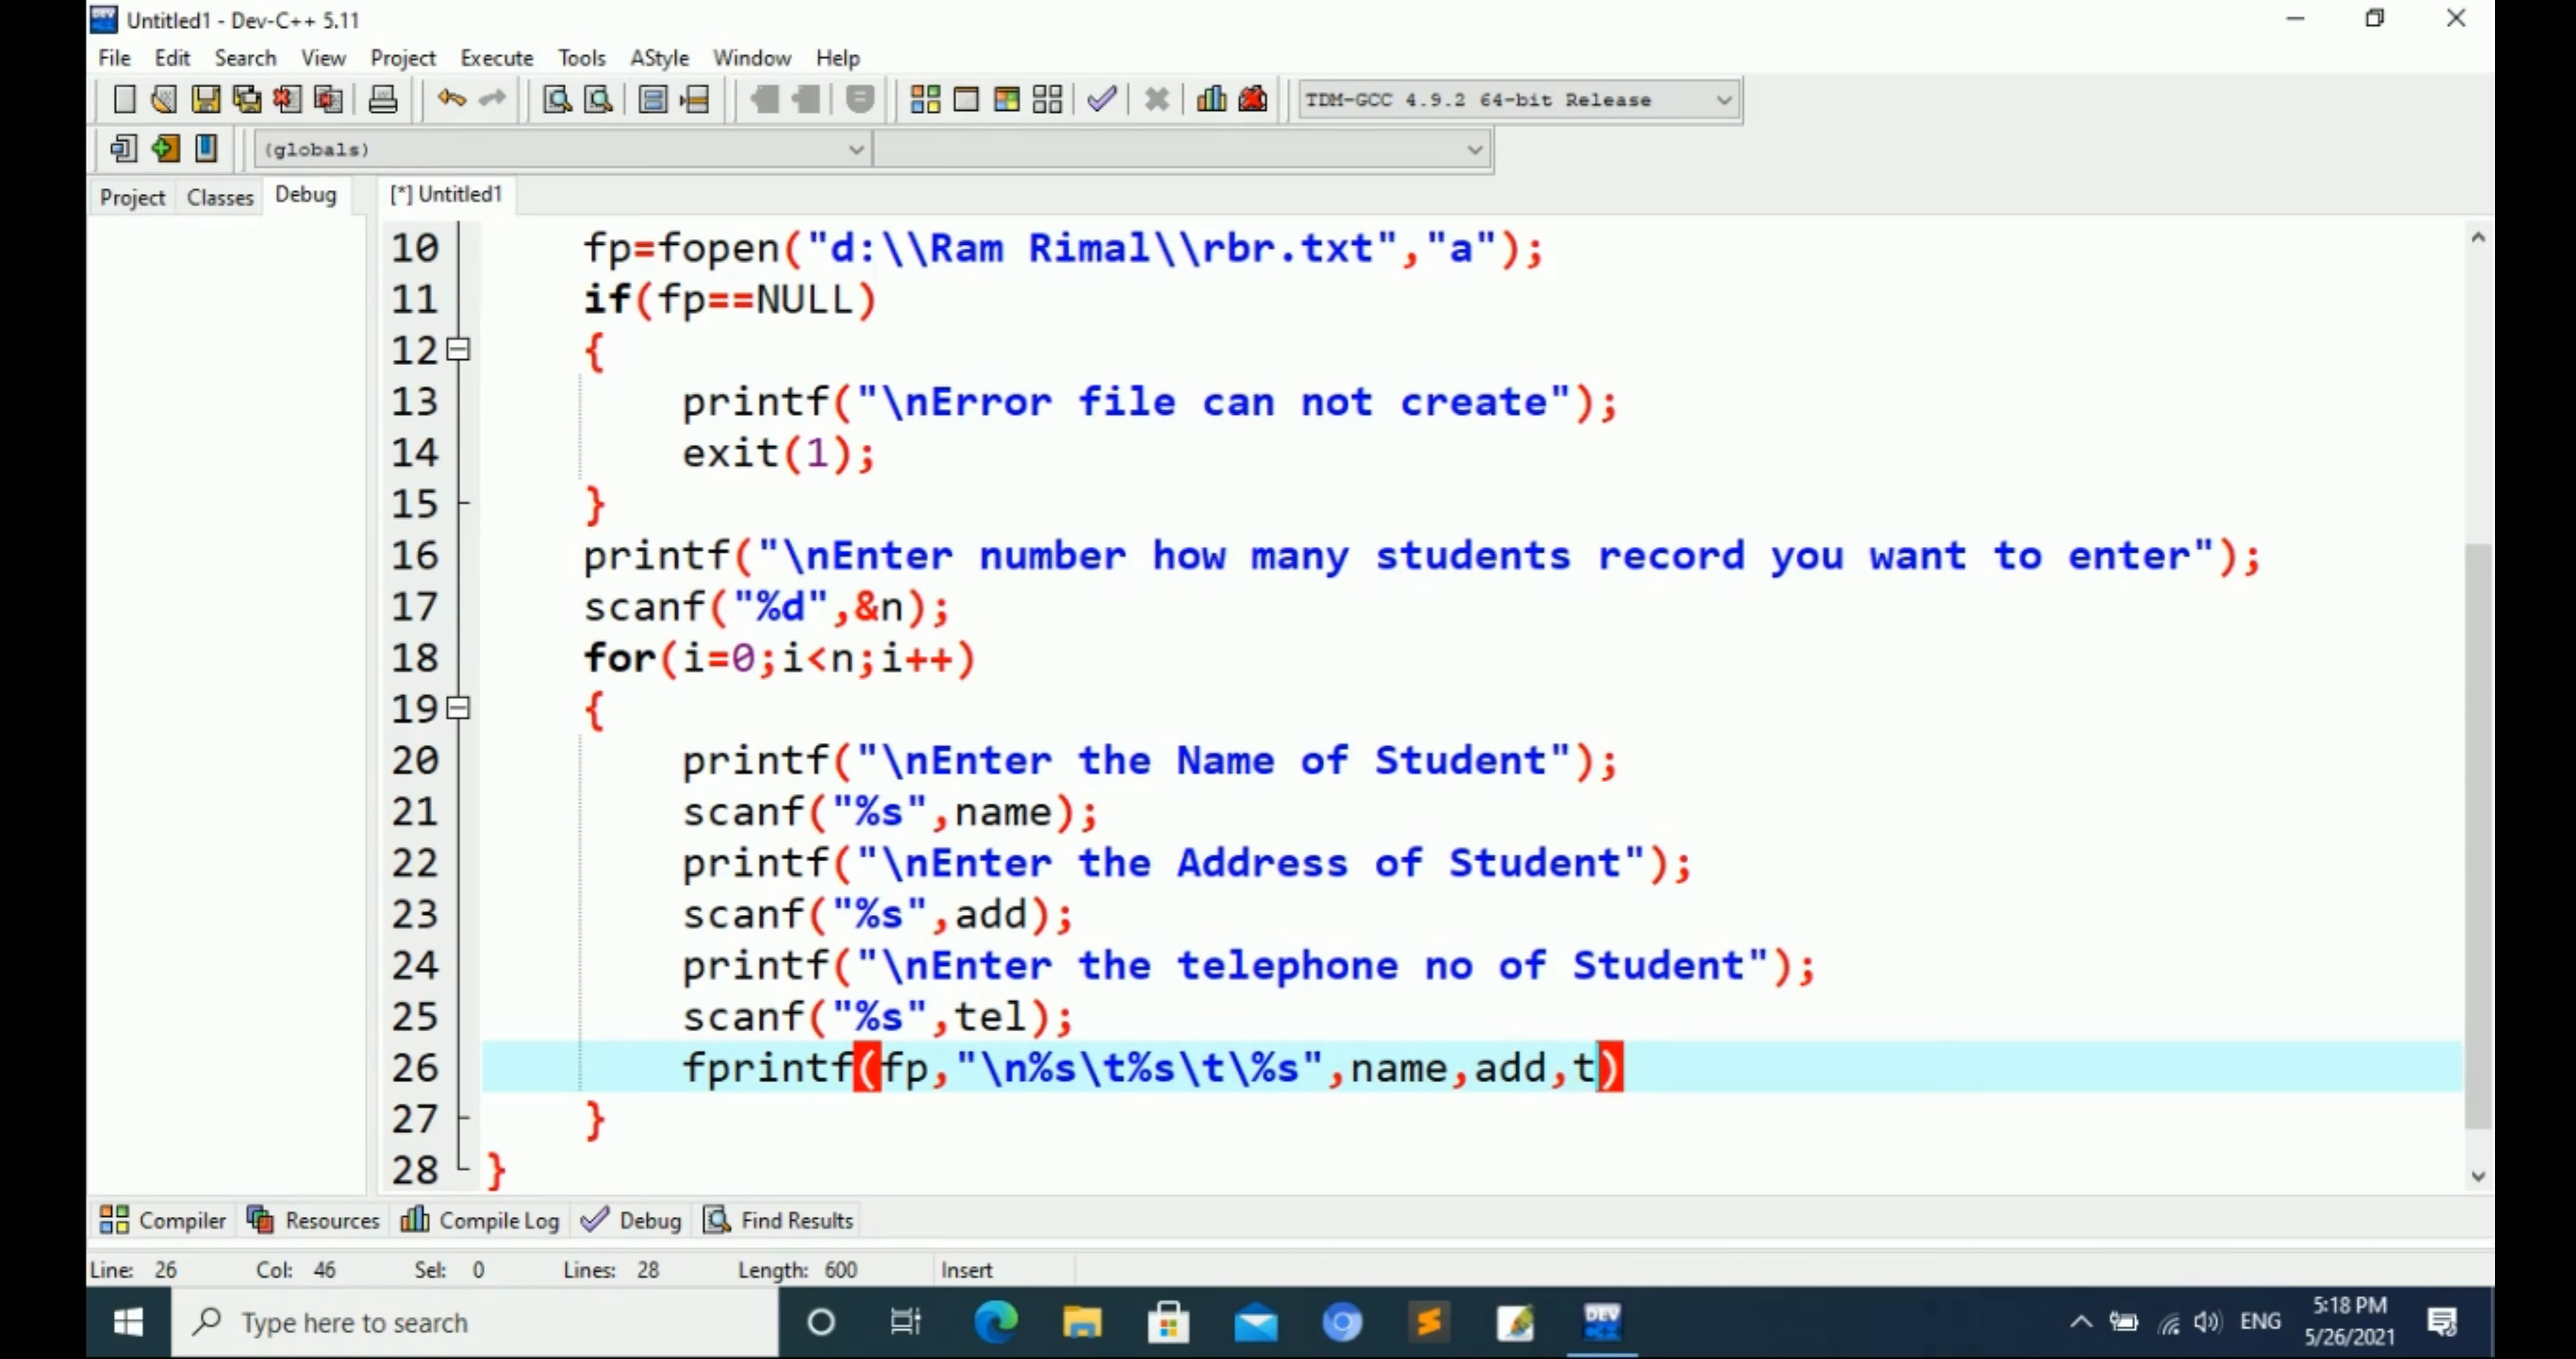 Untitled1 - Dev-C++ 5.11
File Edit Search View Project Execute Tools AStyle Window Help
TDM-GCC 4.9.2 64-bit Release
(globals)
Project Classes Debug [*] Untitled1
10 fp=fopen("d:\\Ram Rimal\\rbr.txt","a");
11 if(fp==NULL)
12 {
13 printf("\nError file can not create");
14 exit(1);
15 }
16 printf("\nEnter number how many students record you want to enter");
17 scanf("%d",&n);
18 for(i=0;i<n;i++)
19 {
20 printf("\nEnter the Name of Student");
21 scanf("%s",name);
22 printf("\nEnter the Address of Student");
23 scanf("%s",add);
24 printf("\nEnter the telephone no of Student");
25 scanf("%s",tel);
26 fprintf(fp,"\n%s\t%s\t\%s",name,add,t)
27 }
28 }
Compiler Resources Compile Log Debug Find Results
Line: 26 Col: 46 Sel: 0 Lines: 28 Length: 600 Insert
Type here to search
DEV
ENG
5:18 PM
5/26/2021